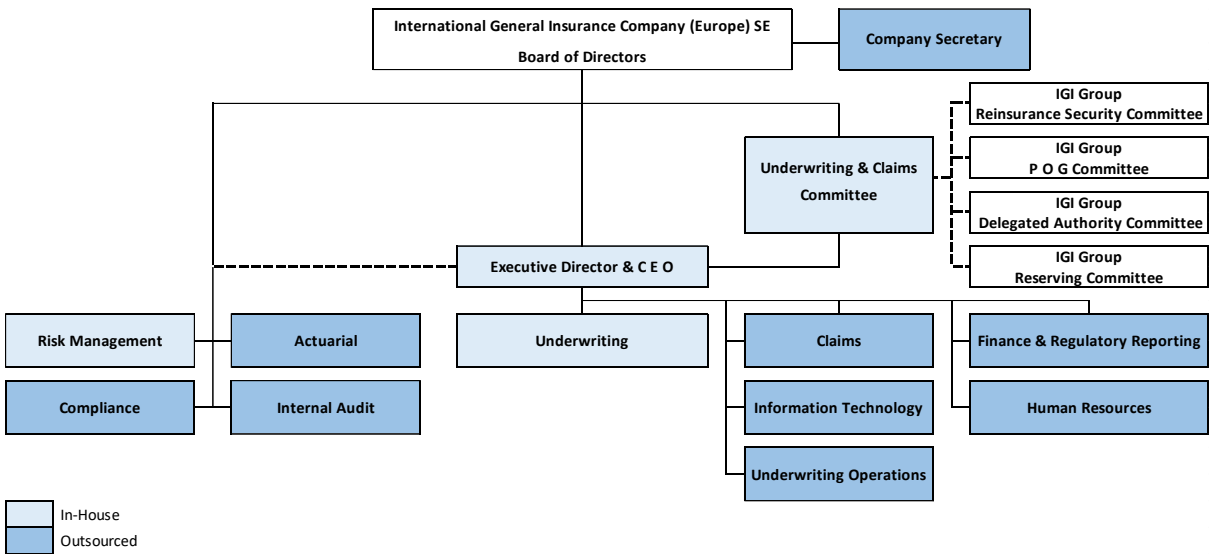 International General Insurance Company (Europe) SE
Board of Directors
Company Secretary
IGI Group
Reinsurance Security Committee
Underwriting & Claims
Committee
IGI Group
P O G Committee
IGI Group
Delegated Authority Committee
IGI Group
Reserving Committee
Executive Director & C E O
Risk Management
Actuarial
Underwriting
Claims
Finance & Regulatory Reporting
Compliance
Internal Audit
Information Technology
Human Resources
Underwriting Operations
In-House
Outsourced